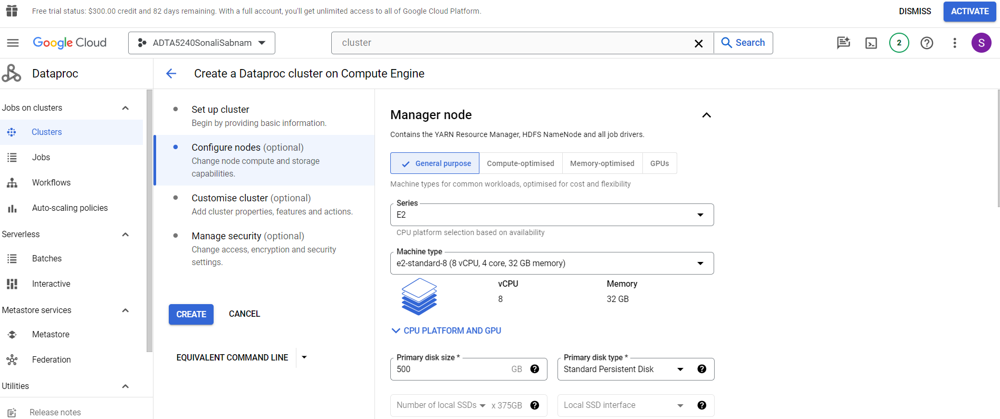 Free trial status: $300.00 credit and 82 days remaining. With a full account, you'll get unlimited access to all of Google Cloud Platform.
DISMISS
ACTIVATE
Google Cloud
ADTA5240SonaliSabnam
cluster
Search
2
S
Dataproc
Create a Dataproc cluster on Compute Engine
Jobs on clusters
Clusters
Jobs
Workflows
Auto-scaling policies
Serverless
Batches
Interactive
Metastore services
Metastore
Federation
Utilities
Release notes
Set up cluster
Begin by providing basic information.
Configure nodes (optional)
Change node compute and storage
capabilities.
Customise cluster (optional)
Add cluster properties, features and actions.
Manage security (optional)
Change access, encryption and security
settings.
CREATE
CANCEL
EQUIVALENT COMMAND LINE
Manager node
Contains the YARN Resource Manager, HDFS NameNode and all job drivers.
General purpose
Compute-optimised
Memory-optimised
GPUs
Machine types for common workloads, optimised for cost and flexibility
Series
E2
CPU platform selection based on availability
Machine type
e2-standard-8 (8 vCPU, 4 core, 32 GB memory)
vCPU
Memory
8
32 GB
CPU PLATFORM AND GPU
Primary disk size *
500 GB
Primary disk type *
Standard Persistent Disk
Number of local SSDs x 375GB
Local SSD interface